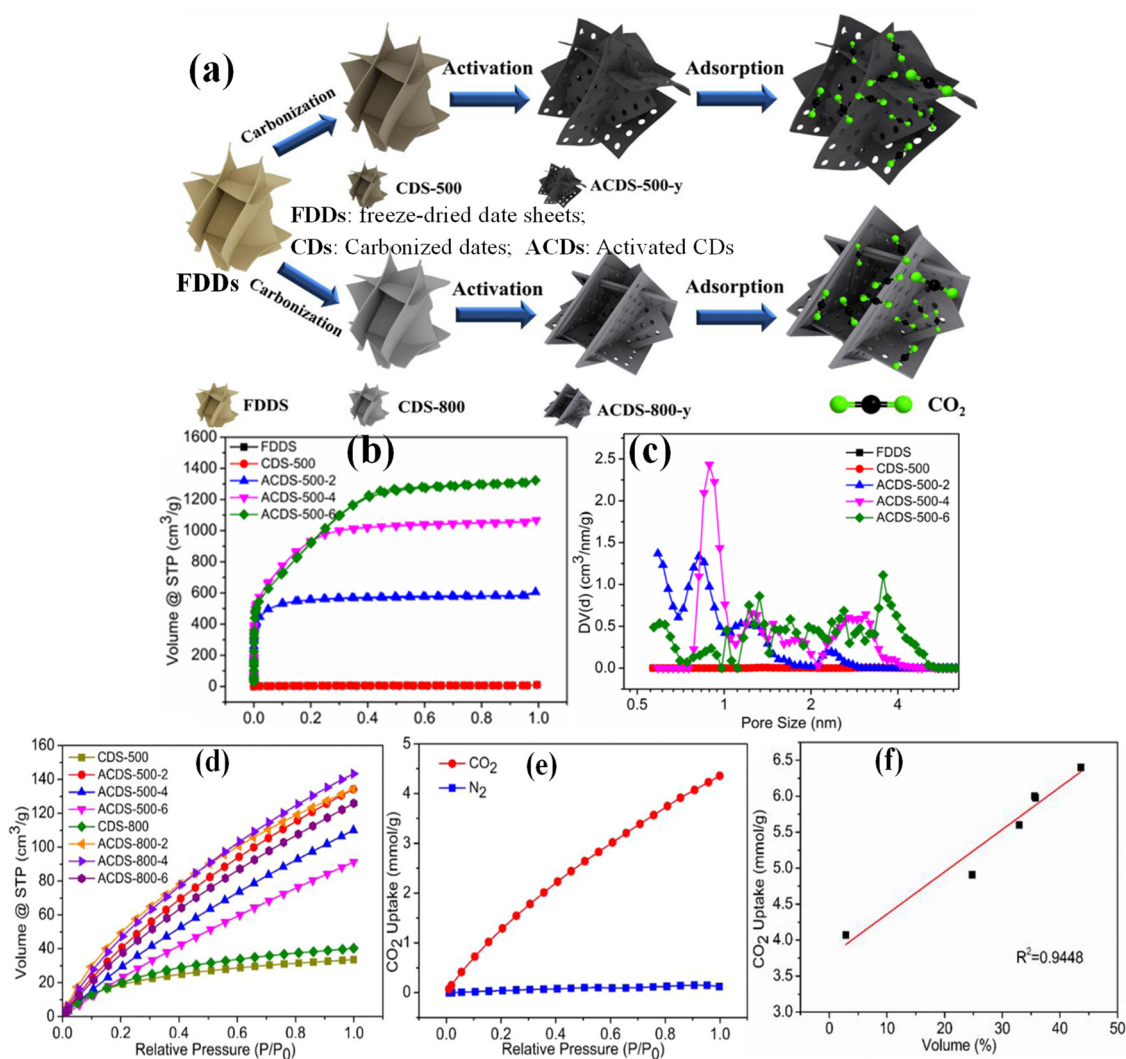 (a)
Carbonization
Activation
Adsorption
CDS-500
ACDS-500-y
FDDs: freeze-dried date sheets;
CDs: Carbonized dates; ACDs: Activated CDs
FDDs
Carbonization
Activation
Adsorption
FDDS
CDS-800
ACDS-800-y
CO2
(b)
1600
1400
1200
1000
800
600
400
200
0
Volume @ STP (cm3/g)
FDDS
CDS-500
ACDS-500-2
ACDS-500-4
ACDS-500-6
0.0 0.2 0.4 0.6 0.8 1.0
(c)
2.5
2.0
1.5
1.0
0.5
0.0
DV(d) (cm3/nm/g)
FDDS
CDS-500
ACDS-500-2
ACDS-500-4
ACDS-500-6
0.5 1 2 4
Pore Size (nm)
(d)
160
140
120
100
80
60
40
20
0
Volume @ STP (cm3/g)
CDS-500
ACDS-500-2
ACDS-500-4
ACDS-500-6
CDS-800
ACDS-800-2
ACDS-800-4
ACDS-800-6
0.0 0.2 0.4 0.6 0.8 1.0
Relative Pressure (P/P0)
(e)
5
4
3
2
1
0
CO2 Uptake (mmol/g)
CO2
N2
0.0 0.2 0.4 0.6 0.8 1.0
Relative Pressure (P/P0)
(f)
6.5
6.0
5.5
5.0
4.5
4.0
3.5
3.0
CO2 Uptake (mmol/g)
R2=0.9448
0 10 20 30 40 50
Volume (%)